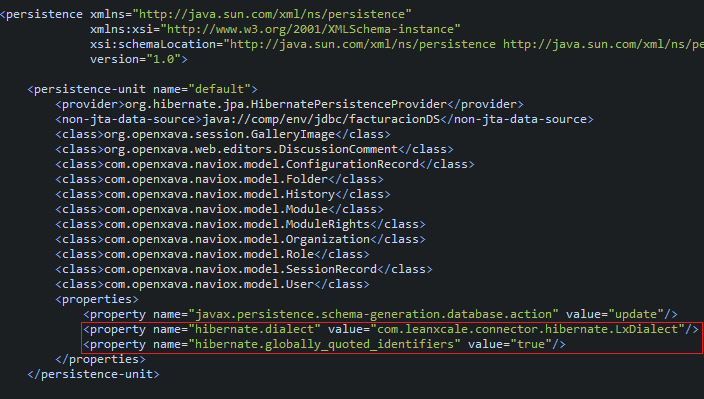 <persistence xmlns="http://java.sun.com/xml/ns/persistence"
xmlns:xsi="http://www.w3.org/2001/XMLSchema-instance"
xsi:schemaLocation="http://java.sun.com/xml/ns/persistence http://java.sun.com/xml/ns/pe
version="1.0">
<persistence-unit name="default">
<provider>org.hibernate.jpa.HibernatePersistenceProvider</provider>
<non-jta-data-source>java://comp/env/jdbc/facturacionDS</non-jta-data-source>
<class>org.openxava.session.GalleryImage</class>
<class>org.openxava.web.editors.DiscussionComment</class>
<class>com.openxava.naviox.model.ConfigurationRecord</class>
<class>com.openxava.naviox.model.Folder</class>
<class>com.openxava.naviox.model.History</class>
<class>com.openxava.naviox.model.Module</class>
<class>com.openxava.naviox.model.ModuleRights</class>
<class>com.openxava.naviox.model.Organization</class>
<class>com.openxava.naviox.model.Role</class>
<class>com.openxava.naviox.model.SessionRecord</class>
<class>com.openxava.naviox.model.User</class>
<properties>
<property name="javax.persistence.schema-generation.database.action" value="update"/>
<property name="hibernate.dialect" value="com.leanxcale.connector.hibernate.LxDialect"/>
<property name="hibernate.globally_quoted_identifiers" value="true"/>
</properties>
</persistence-unit>